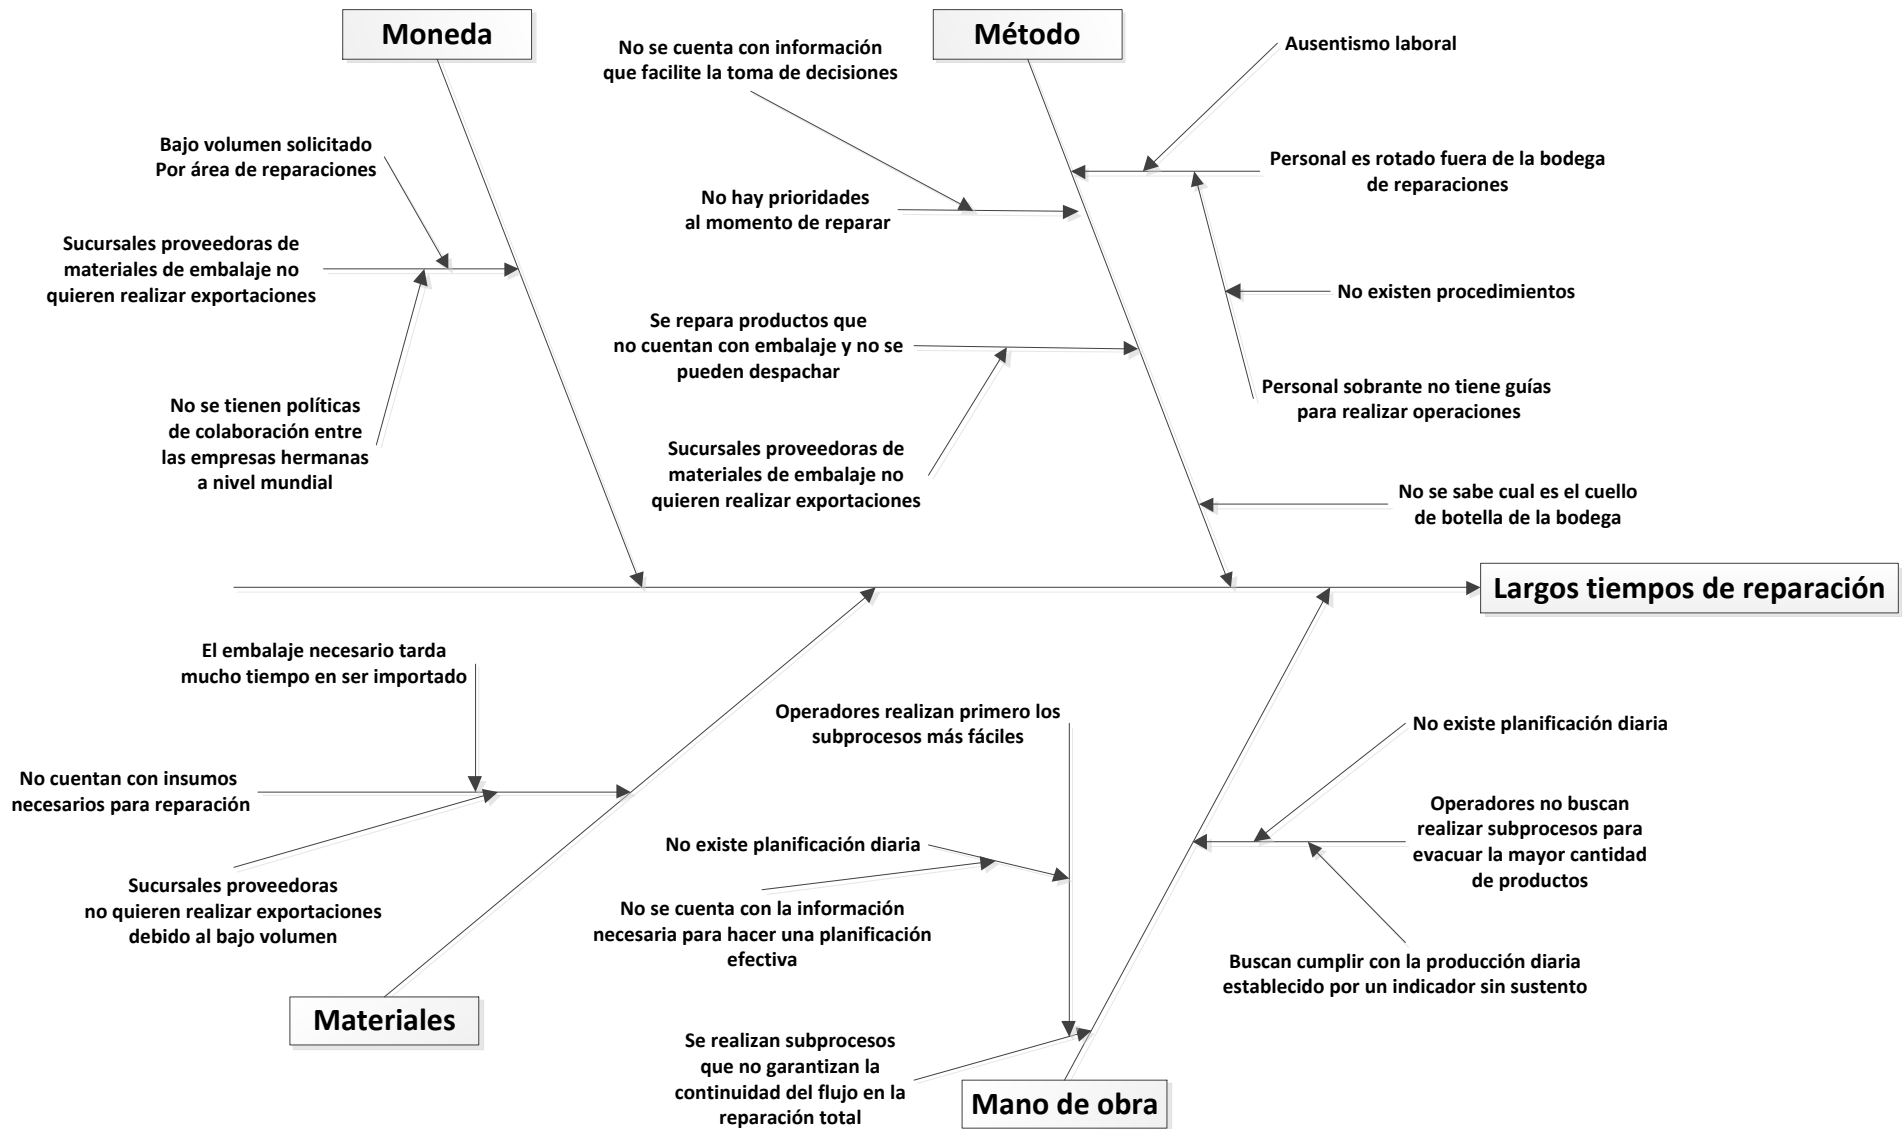 Moneda
Método
No se cuenta con información
que facilite la toma de decisiones
Ausentismo laboral
Bajo volumen solicitado
Por área de reparaciones
Personal es rotado fuera de la bodega
de reparaciones
No hay prioridades
al momento de reparar
Sucursales proveedoras de
materiales de embalaje no
quieren realizar exportaciones
No existen procedimientos
Se repara productos que
no cuentan con embalaje y no se
pueden despachar
Personal sobrante no tiene guías
para realizar operaciones
No se tienen políticas
de colaboración entre
las empresas hermanas
a nivel mundial
Sucursales proveedoras de
materiales de embalaje no
quieren realizar exportaciones
No se sabe cual es el cuello
de botella de la bodega
Largos tiempos de reparación
El embalaje necesario tarda
mucho tiempo en ser importado
Operadores realizan primero los
subprocesos más fáciles
No existe planificación diaria
No cuentan con insumos
necesarios para reparación
Operadores no buscan
realizar subprocesos para
evacuar la mayor cantidad
de productos
No existe planificación diaria
Sucursales proveedoras
no quieren realizar exportaciones
debido al bajo volumen
No se cuenta con la información
necesaria para hacer una planificación
efectiva
Buscan cumplir con la producción diaria
establecido por un indicador sin sustento
Materiales
Se realizan subprocesos
que no garantizan la
continuidad del flujo en la
reparación total
Mano de obra